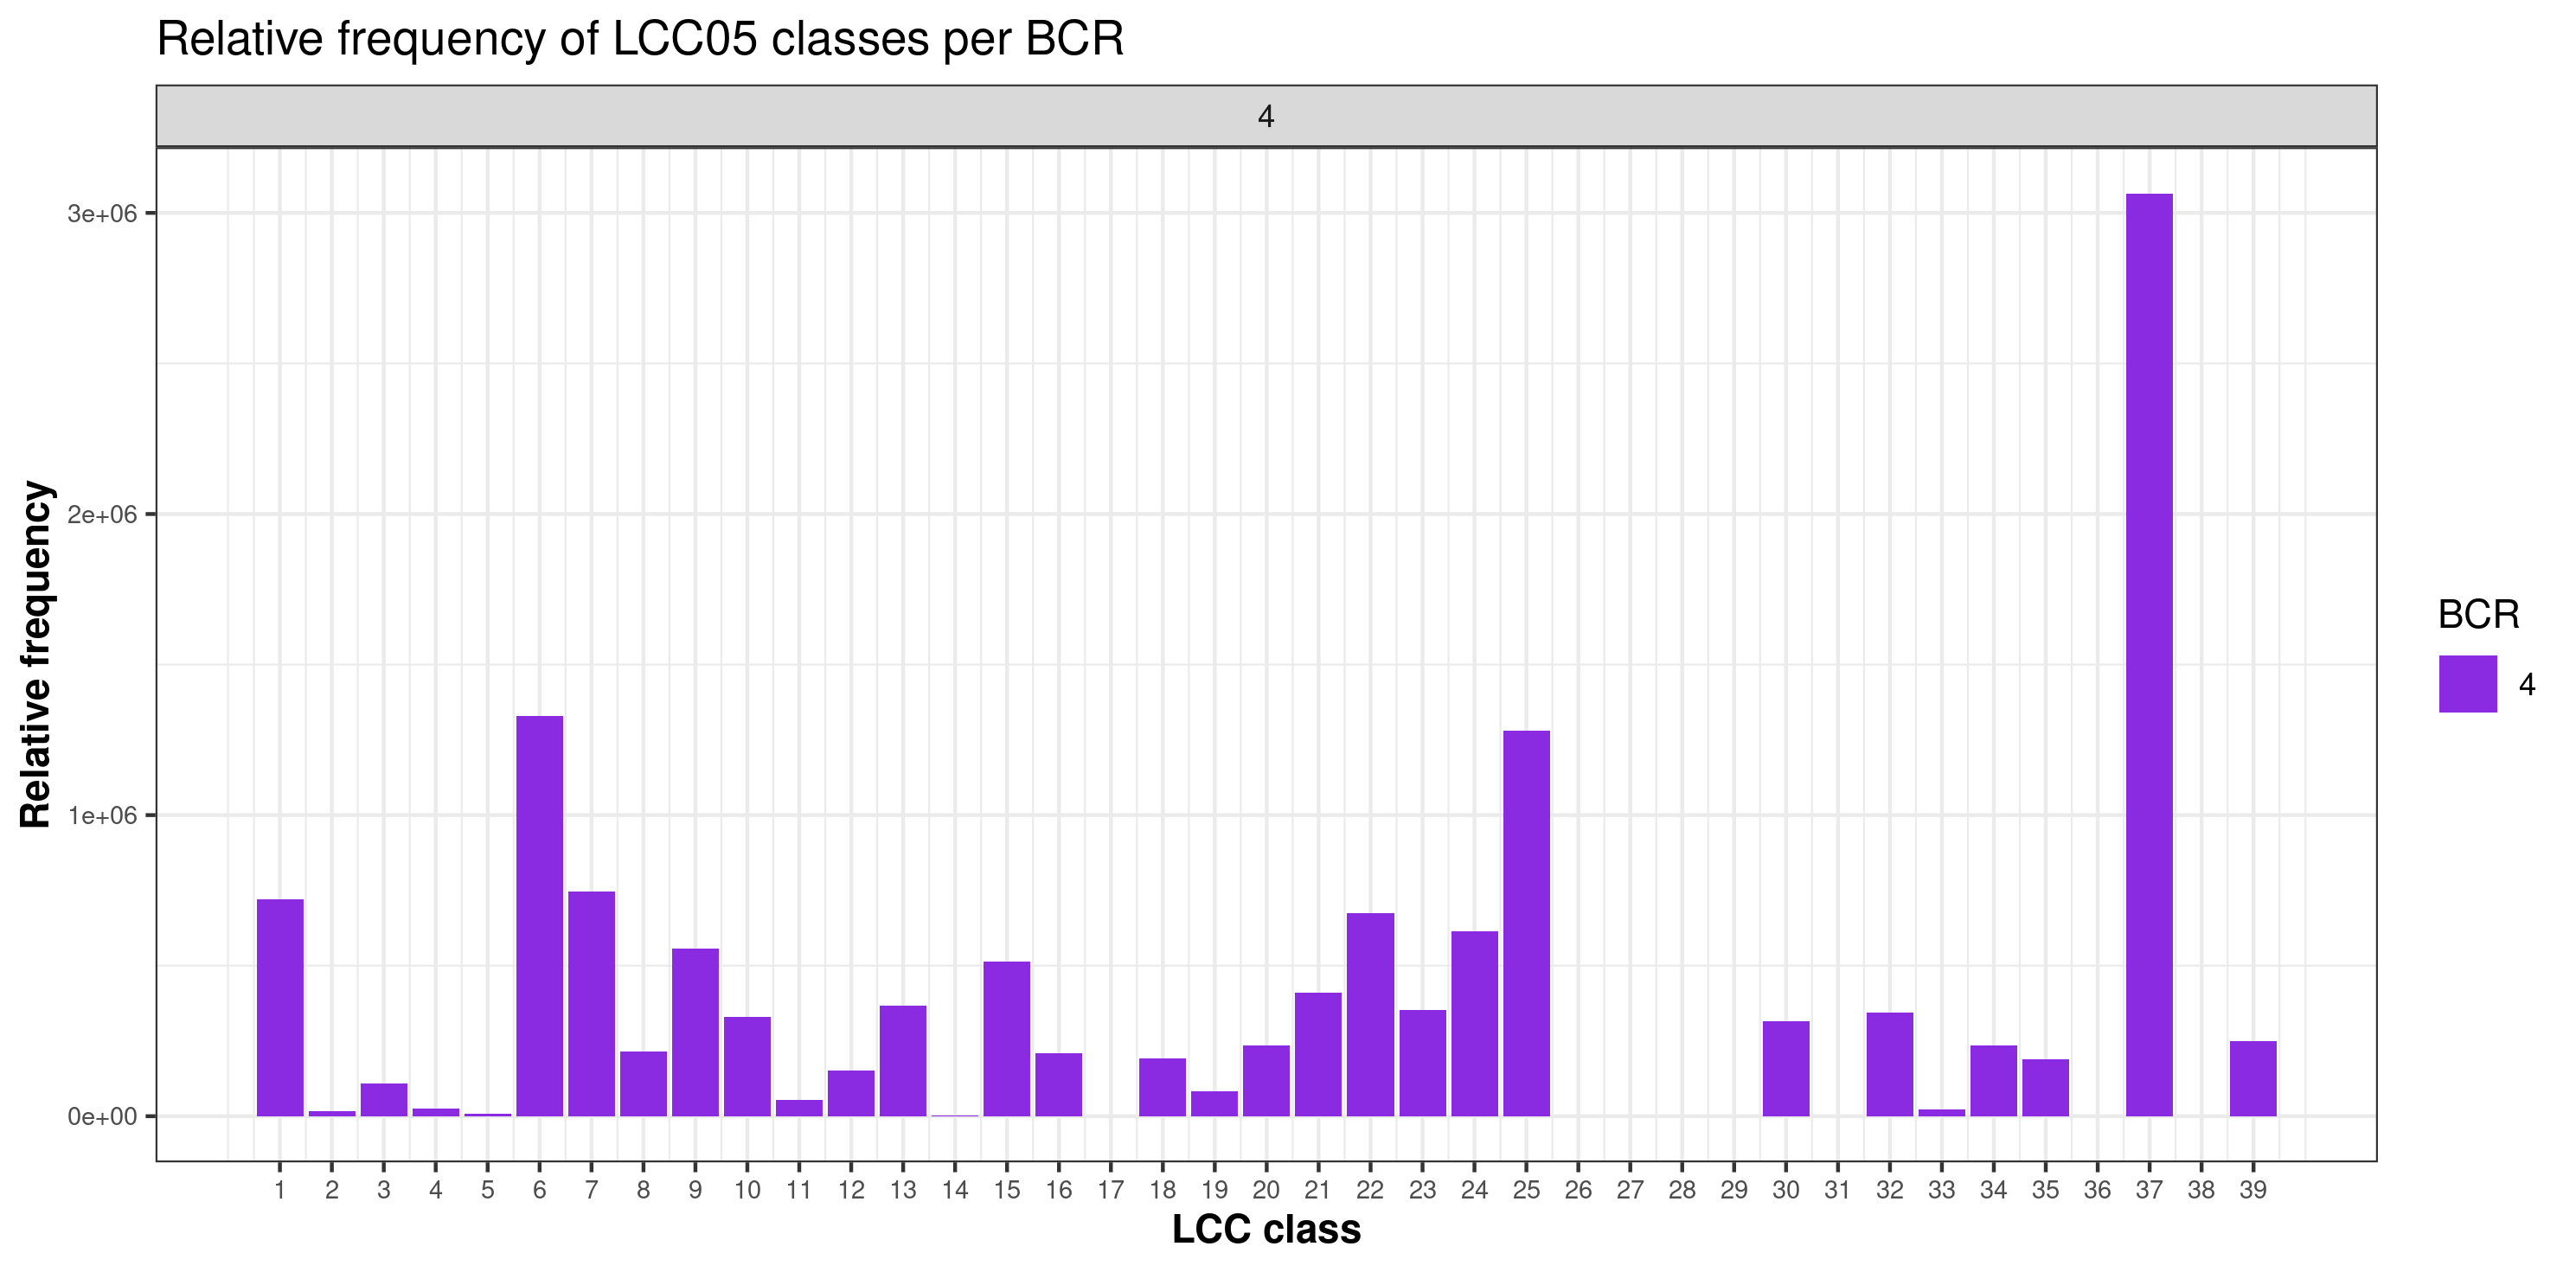 Relative frequency of LCC05 classes per BCR
4
3e+06
2e+06
1e+06
0e+00
Relative frequency
1 2 3 4 5 6 7 8 9 10 11 12 13 14 15 16 17 18 19 20 21 22 23 24 25 26 27 28 29 30 31 32 33 34 35 36 37 38 39
LCC class
BCR
4